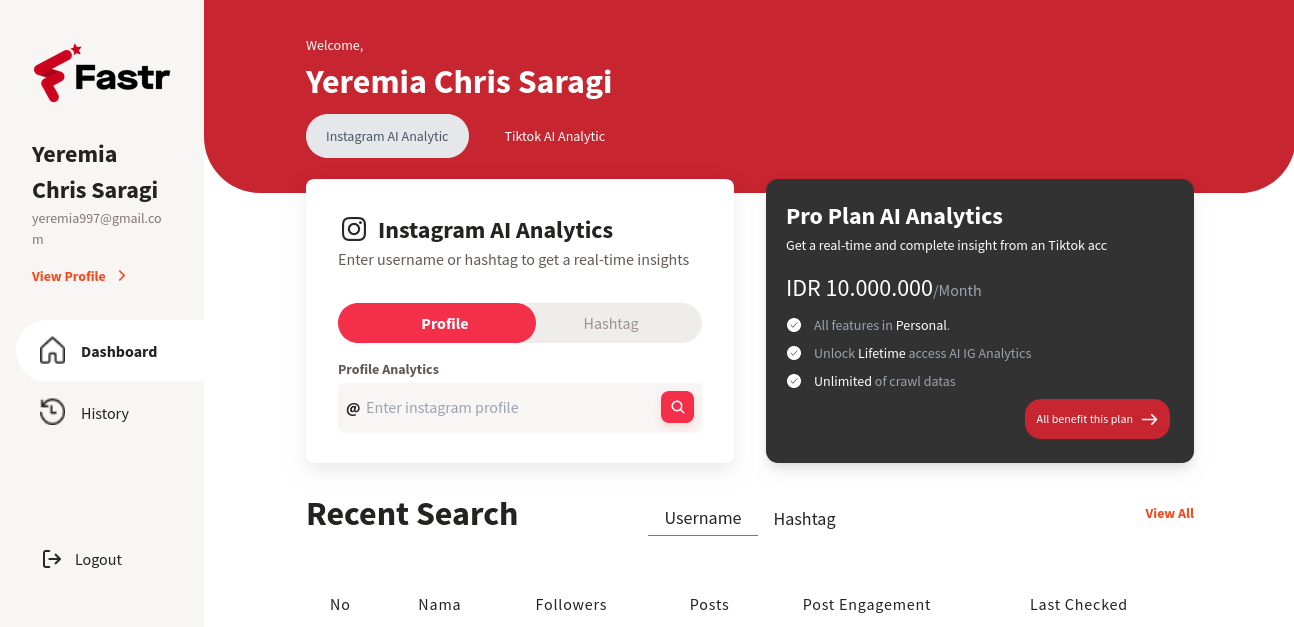 Fastr
Yeremia
Chris Saragi
yeremia997@gmail.co
m
View Profile
Dashboard
History
Logout
Welcome,
Yeremia Chris Saragi
Instagram AI Analytic
Tiktok AI Analytic
Instagram AI Analytics
Enter username or hashtag to get a real-time insights
Profile
Hashtag
Profile Analytics
@ Enter instagram profile
Pro Plan AI Analytics
Get a real-time and complete insight from an Tiktok acc
IDR 10.000.000/Month
All features in Personal.
Unlock Lifetime access AI IG Analytics
Unlimited of crawl datas
All benefit this plan
Recent Search
Username
Hashtag
View All
No Nama Followers Posts Post Engagement Last Checked